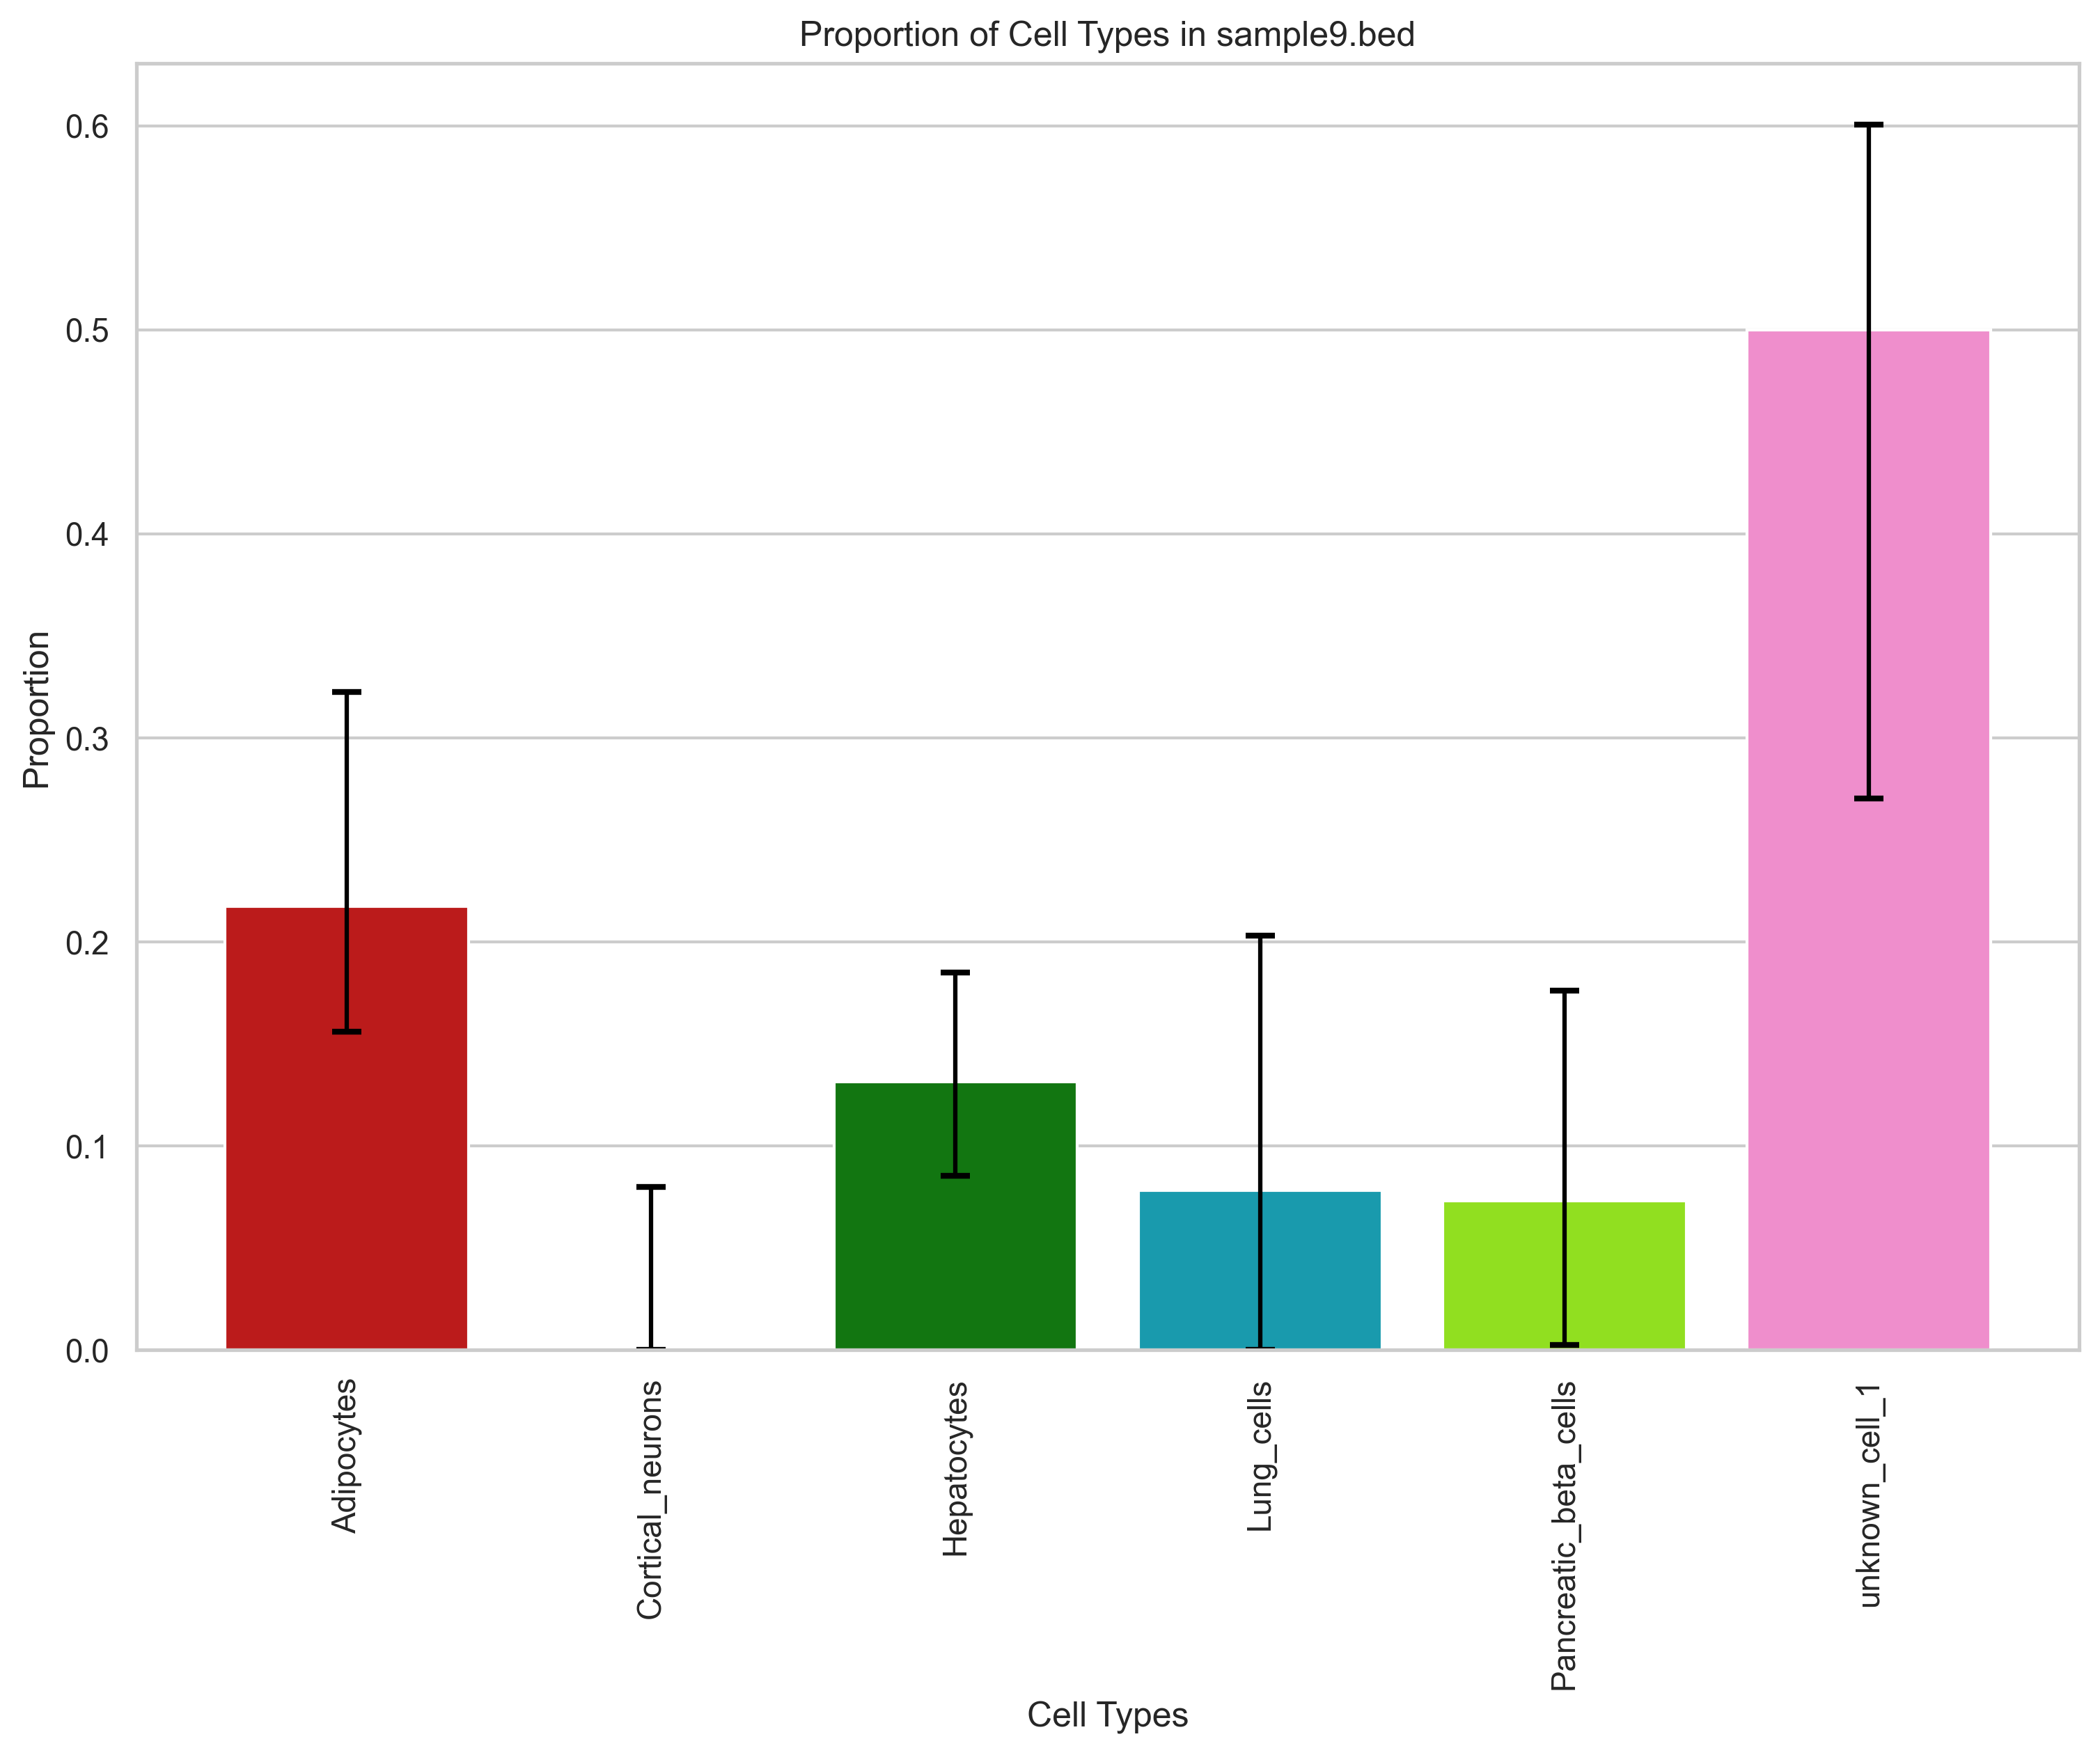 Proportion of Cell Types in sample9.bed
Proportion
0.6
0.5
0.4
0.3
0.2
0.1
0.0
Adipocytes
Cortical_neurons
Hepatocytes
Lung_cells
Pancreatic_beta_cells
unknown_cell_1
Cell Types